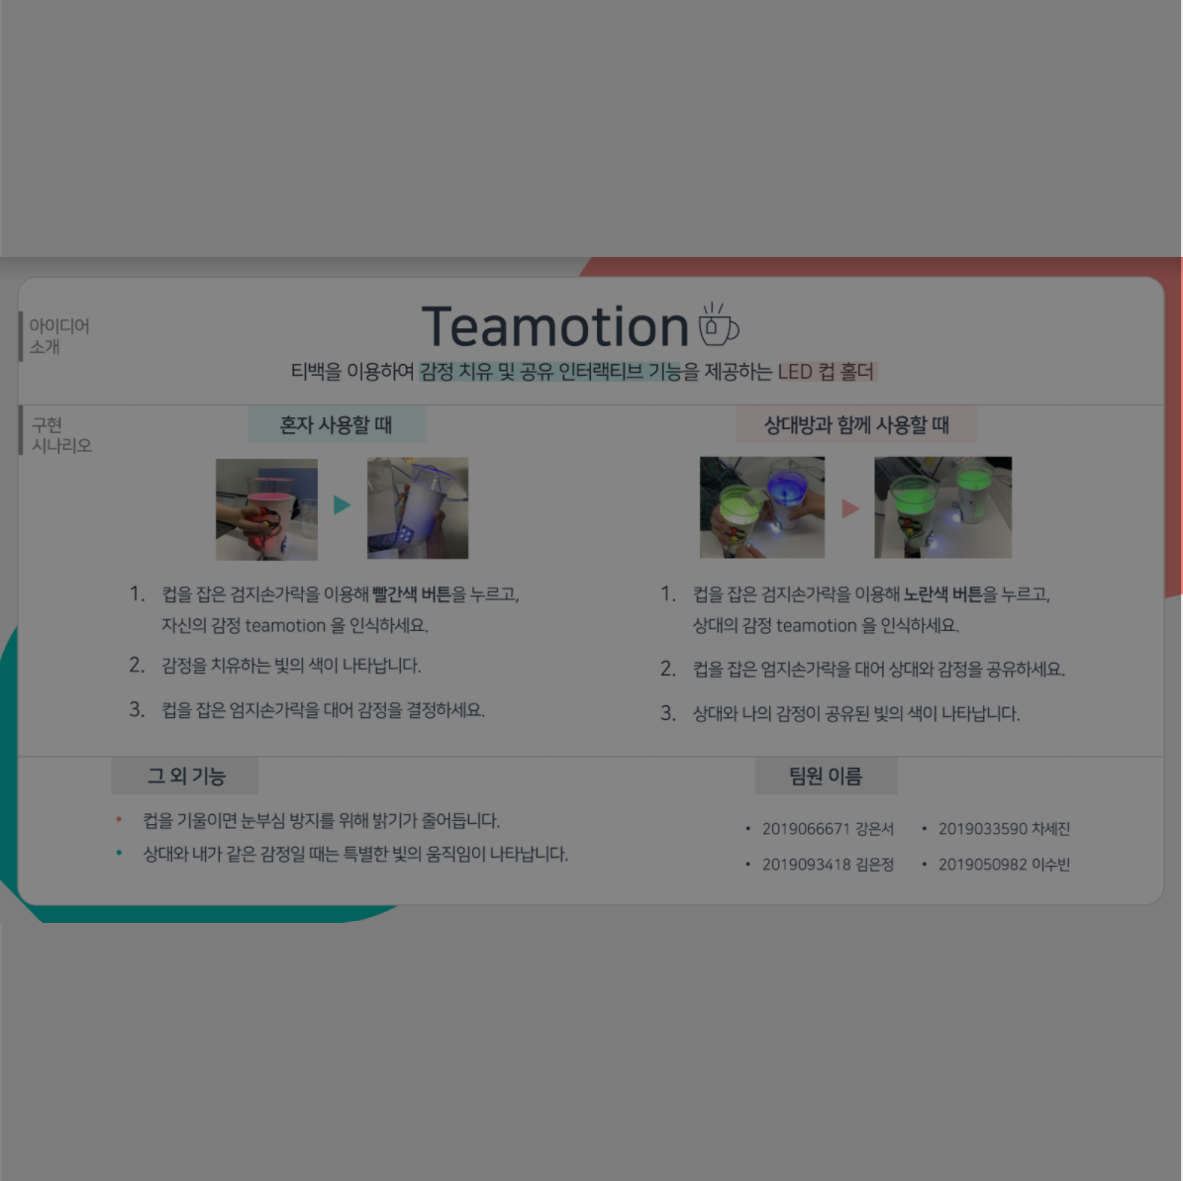 아이디어
소개
Teamotion
티백을 이용하여 감정 치유 및 공유 인터랙티브 기능을 제공하는 LED 컵 홀더
구현
시나리오
혼자 사용할 때
1. 컵을 잡은 검지손가락을 이용해 빨간색 버튼을 누르고,
자신의 감정 teamotion 을 인식하세요.
2. 감정을 치유하는 빛의 색이 나타납니다.
3. 컵을 잡은 엄지손가락을 대어 감정을 결정하세요.
상대방과 함께 사용할 때
1. 컵을 잡은 검지손가락을 이용해 노란색 버튼을 누르고,
상대의 감정 teamotion 을 인식하세요.
2. 컵을 잡은 엄지손가락을 대어 상대와 감정을 공유하세요.
3. 상대와 나의 감정이 공유된 빛의 색이 나타납니다.
그 외 기능
• 컵을 기울이면 눈부심 방지를 위해 밝기가 줄어듭니다.
• 상대와 내가 같은 감정일 때는 특별한 빛의 움직임이 나타납니다.
팀원 이름
• 2019066671 강은서 • 2019033590 차세진
• 2019093418 김은정 • 2019050982 이수빈